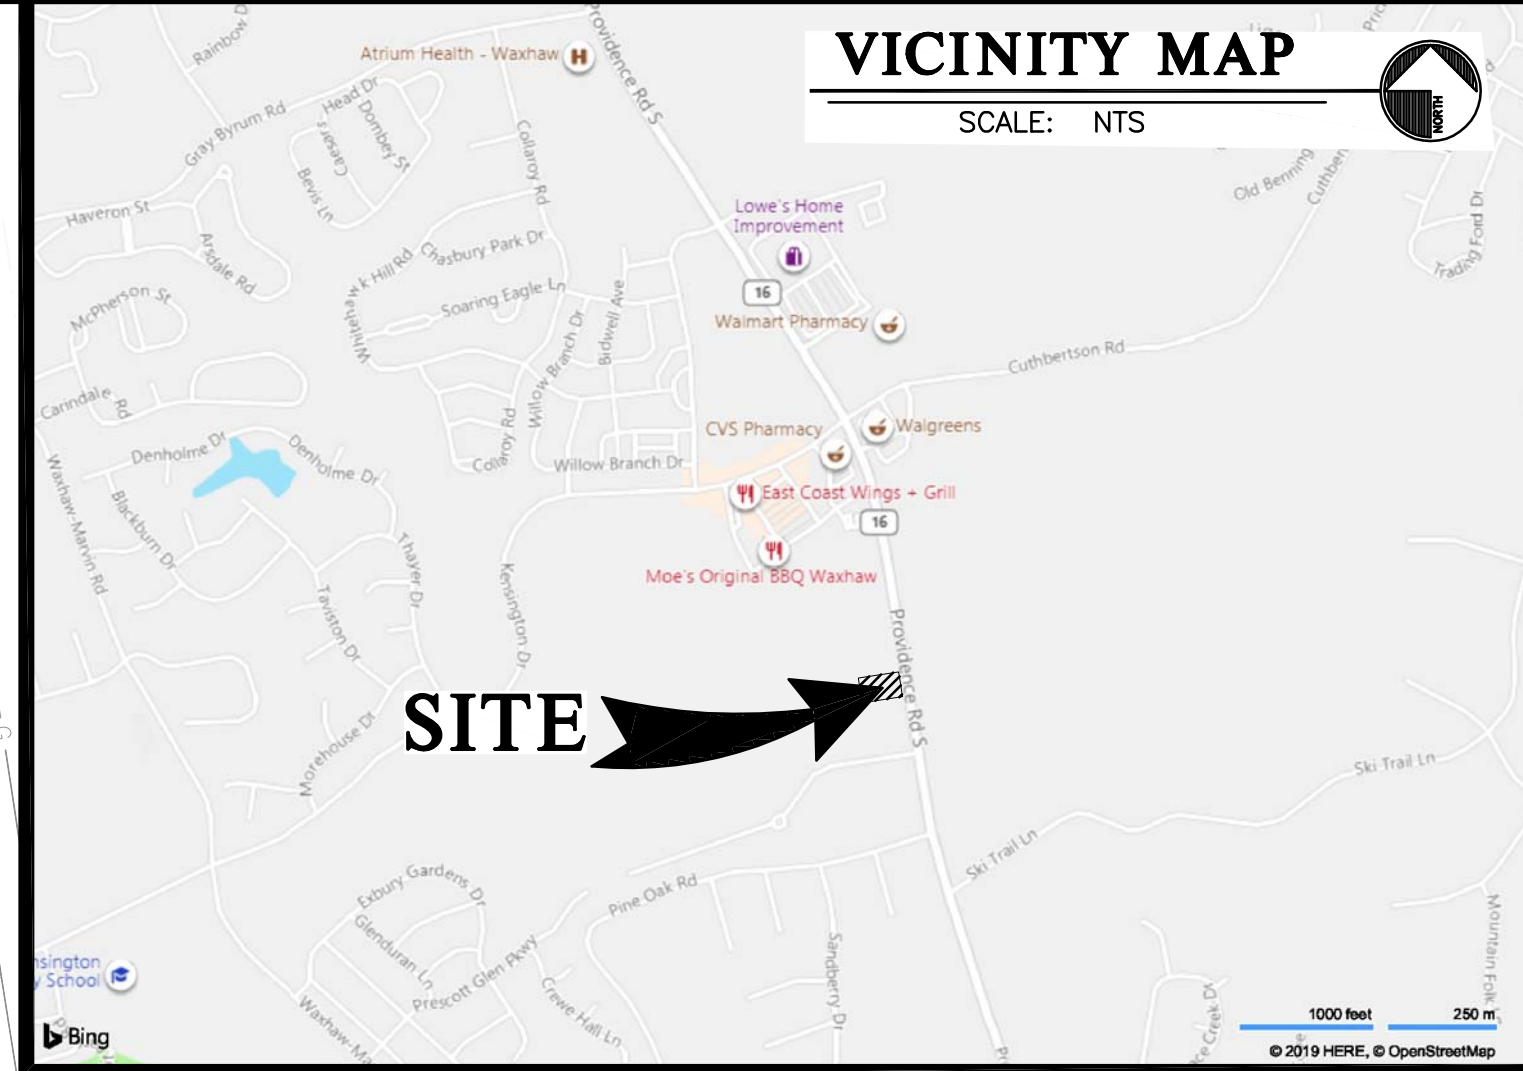 VICINITY MAP
SCALE: NTS
NORTH
Atrium Health - Waxhaw
Providence Rd S
Gray Byrum Rd
Head Dr
Dombey St
Caesar's
Bevis Ln
Collaroy Rd
Haveron St
Arsdale Rd
McPherson St
Whitehawk Hill Rd
Chasbury Park Dr
Soaring Eagle Ln
Willow Branch Dr
Bidwell Ave
Lowe's Home
Improvement
16
Walmart Pharmacy
Cuthbertson Rd
Trading Ford Dr
CVS Pharmacy
Walgreens
Carindale Rd
Denholme Dr
Denholme Dr
Collaroy Rd
Willow Branch Dr
East Coast Wings + Grill
16
Moe's Original BBQ Waxhaw
Waxhaw-Marvin Rd
Blackburn Dr
Thayer Dr
Taviston Dr
Kensington Dr
Providence Rd S
SITE
Morehouse Dr
Ski Trail Ln
Ski Trail Ln
Exbury Gardens Dr
Glenduran Ln
Prescott Glen Pkwy
Pine Oak Rd
Crewe Hall Ln
Sandberry Dr
Mountain Folk
nsington
y School
Bing
1000 feet
250 m
© 2019 HERE, © OpenStreetMap